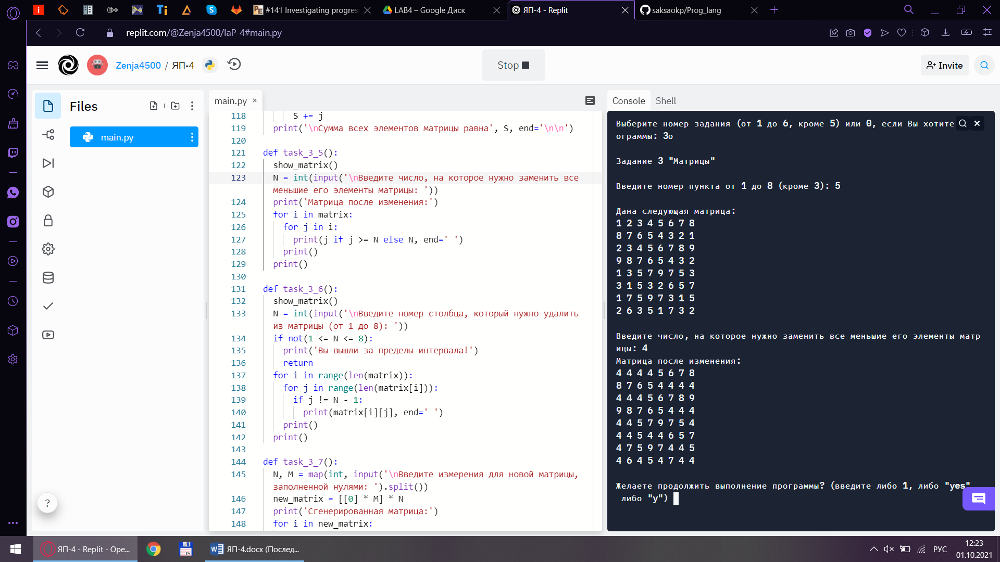 #141 Investigating progres
LAB4 – Google Диск
ЯП-4 - Replit
saksaokp/Prog_lang
replit.com/@Zenja4500/IaP-4#main.py
Zenja4500 / ЯП-4
Stop
Invite
Files
main.py
main.py
118 S += j
119 print('\nСумма всех элементов матрицы равна', S, end='\n\n')
120
121 def task_3_5():
122 show_matrix()
123 N = int(input('\nВведите число, на которое нужно заменить все
меньшие его элементы матрицы: '))
124 print('Матрица после изменения:')
125 for i in matrix:
126 for j in i:
127 print(j if j >= N else N, end=' ')
128 print()
129 print()
130
131 def task_3_6():
132 show_matrix()
133 N = int(input('\nВведите номер столбца, который нужно удалить
из матрицы (от 1 до 8): '))
134 if not(1 <= N <= 8):
135 print('Вы вышли за пределы интервала!')
136 return
137 for i in range(len(matrix)):
138 for j in range(len(matrix[i])):
139 if j != N - 1:
140 print(matrix[i][j], end=' ')
141 print()
142 print()
143
144 def task_3_7():
145 N, M = map(int, input('\nВведите измерения для новой матрицы,
заполненной нулями: ').split())
146 new_matrix = [[0] * M] * N
147 print('Сгенерированная матрица:')
148 for i in new_matrix:
Console
Shell
Выберите номер задания (от 1 до 6, кроме 5) или 0, если Вы хотите
ограммы: 3о
Задание 3 "Матрицы"
Введите номер пункта от 1 до 8 (кроме 3): 5
Дана следующая матрица:
1 2 3 4 5 6 7 8
8 7 6 5 4 3 2 1
2 3 4 5 6 7 8 9
9 8 7 6 5 4 3 2
1 3 5 7 9 7 5 3
3 1 5 3 2 6 5 7
1 7 5 9 7 3 1 5
2 6 3 5 1 7 3 2
Введите число, на которое нужно заменить все меньшие его элементы матр
ицы: 4
Матрица после изменения:
4 4 4 4 5 6 7 8
8 7 6 5 4 4 4 4
4 4 4 5 6 7 8 9
9 8 7 6 5 4 4 4
4 4 5 7 9 7 5 4
4 4 5 4 4 6 5 7
4 7 5 9 7 4 4 5
4 6 4 5 4 7 4 4
Желаете продолжить выполнение программы? (введите либо 1, либо "yes"
либо "y")
?
ЯП-4 - Replit - Ope...
ЯП-4.docx (Послед...
РУС
12:23
01.10.2021